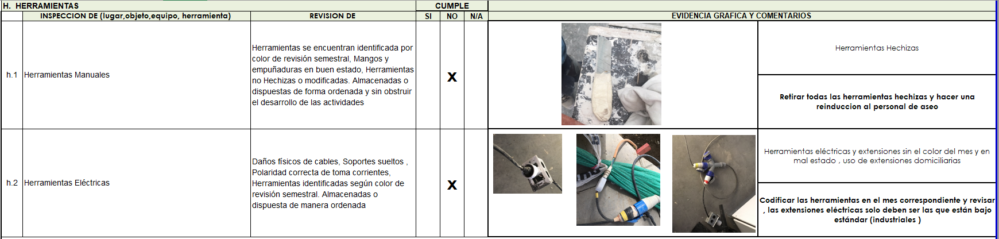 H. HERRAMIENTAS
CUMPLE
INSPECCION DE (lugar,objeto,equipo, herramienta)
REVISION DE
SI
NO
N/A
EVIDENCIA GRAFICA Y COMENTARIOS
h.1
Herramientas Manuales
Herramientas se encuentran identificada por
color de revisión semestral, Mangos y
empuñaduras en buen estado, Herramientas
no Hechizas o modificadas. Almacenadas o
dispuestas de forma ordenada y sin obstruir
el desarrollo de las actividades
X
Herramientas Hechizas
Retirar todas las herramientas hechizas y hacer una
reinduccion al personal de aseo
h.2
Herramientas Eléctricas
Daños físicos de cables, Soportes sueltos ,
Polaridad correcta de toma corrientes,
Herramientas identificadas según color de
revisión semestral. Almacenadas o
dispuesta de manera ordenada
X
Herramientas eléctricas y extensiones sin el color del mes y en
mal estado , uso de extensiones domiciliarias
Codificar las herramientas en el mes correspondiente y revisar
, las extensiones eléctricas solo deben ser las que están bajo
estándar (industriales )